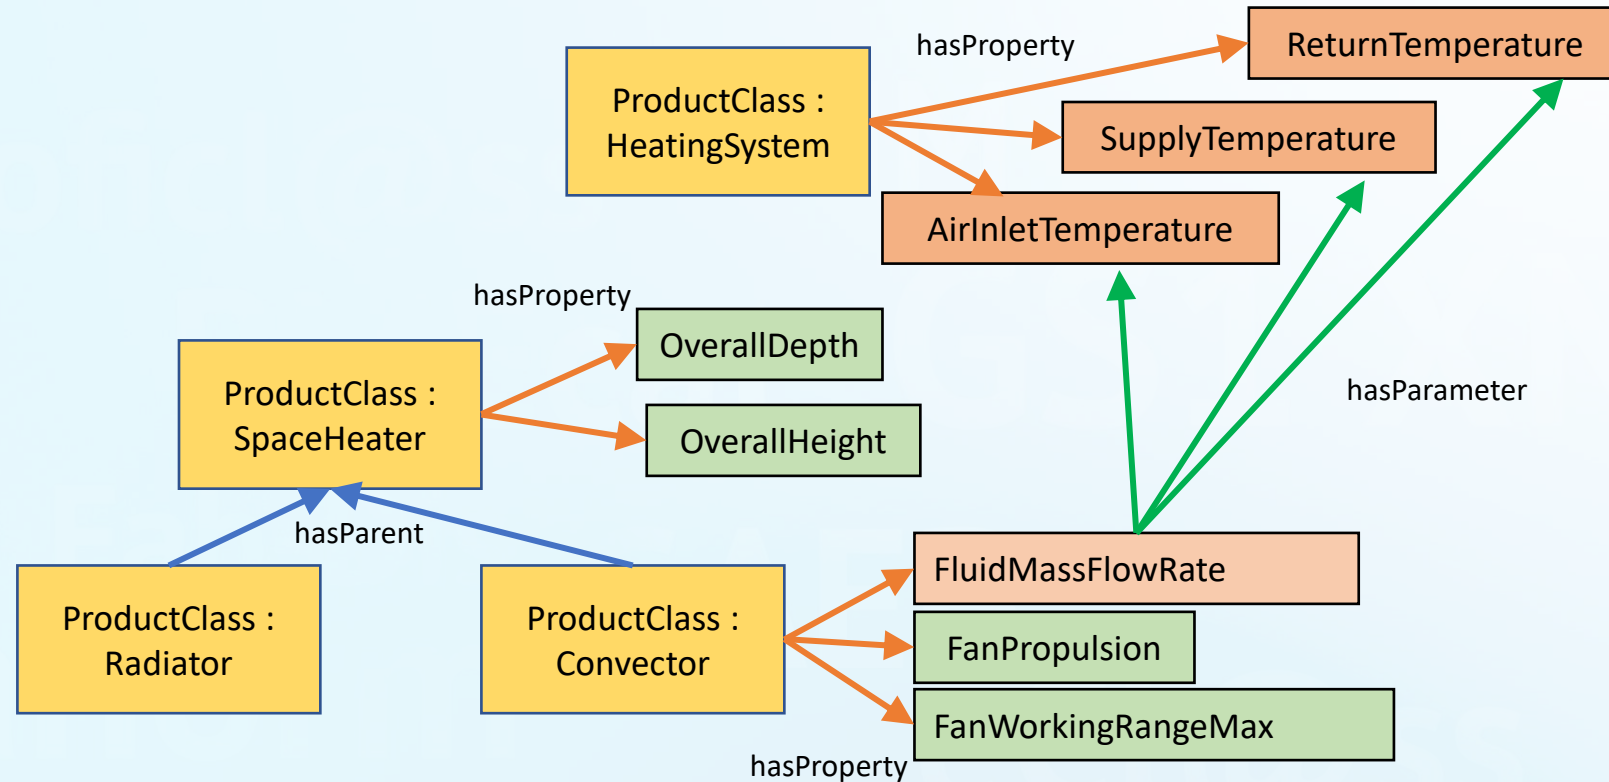 hasProperty
ReturnTemperature
ProductClass :
HeatingSystem
SupplyTemperature
AirInletTemperature
hasProperty
OverallDepth
ProductClass :
SpaceHeater
OverallHeight
hasParameter
hasParent
FluidMassFlowRate
ProductClass :
Radiator
ProductClass :
Convector
FanPropulsion
FanWorkingRangeMax
hasProperty